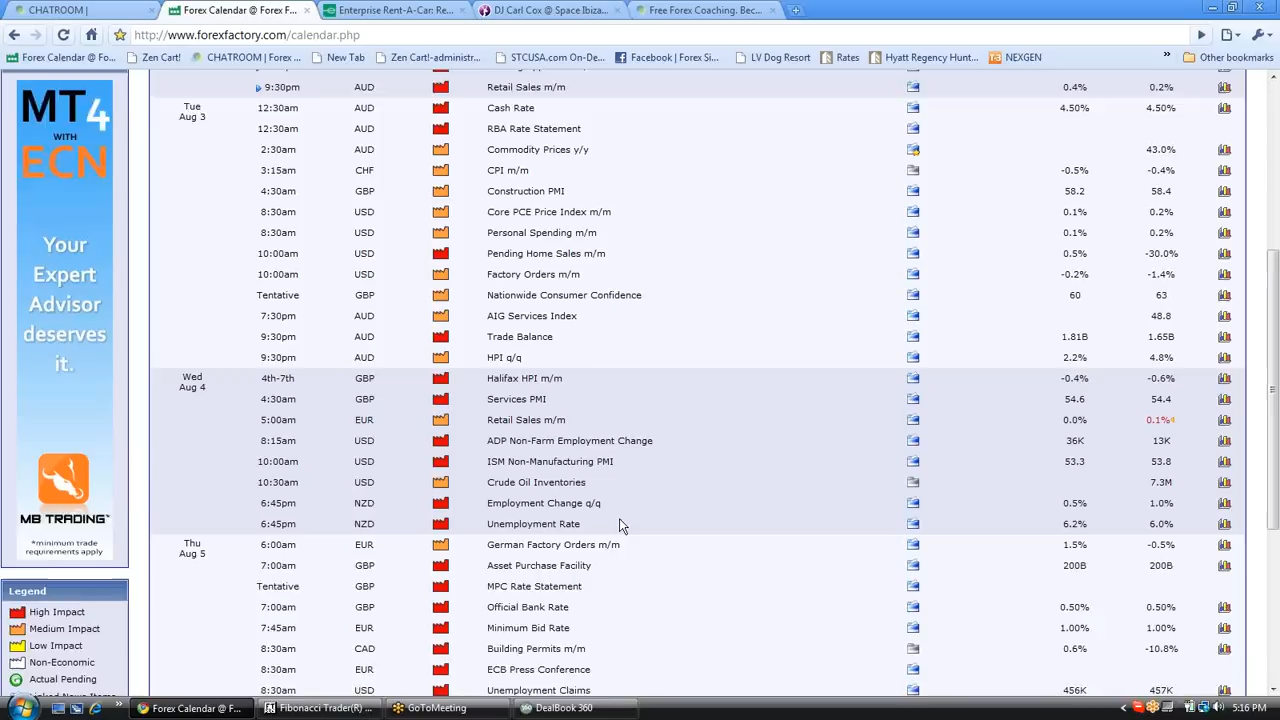 CHATROOM |
Forex Calendar @ Forex F...
Enterprise Rent-A-Car: Re...
DJ Carl Cox @ Space Ibiza...
Free Forex Coaching. Bec...
http://www.forexfactory.com/calendar.php
Forex Calendar @ Fo...
Zen Cart!
CHATROOM | Forex ...
New Tab
Zen Cart!-administr...
STCUSA.com On-De...
Facebook | Forex Si...
LV Dog Resort
Rates
Hyatt Regency Hunt...
NEXGEN
»
Other bookmarks
MT4
WITH
ECN
Your
Expert
Advisor
deserves
it.
MB TRADING™
*minimum trade
requirements apply
Legend
High Impact
Medium Impact
Low Impact
Non-Economic
Actual Pending
9:30pm AUD Retail Sales m/m 0.4% 0.2%
Tue
Aug 3
12:30am AUD Cash Rate 4.50% 4.50%
12:30am AUD RBA Rate Statement
2:30am AUD Commodity Prices y/y 43.0%
3:15am CHF CPI m/m -0.5% -0.4%
4:30am GBP Construction PMI 58.2 58.4
8:30am USD Core PCE Price Index m/m 0.1% 0.2%
8:30am USD Personal Spending m/m 0.1% 0.2%
10:00am USD Pending Home Sales m/m 0.5% -30.0%
10:00am USD Factory Orders m/m -0.2% -1.4%
Tentative GBP Nationwide Consumer Confidence 60 63
7:30pm AUD AIG Services Index 48.8
9:30pm AUD Trade Balance 1.81B 1.65B
9:30pm AUD HPI q/q 2.2% 4.8%
Wed
Aug 4
4th-7th GBP Halifax HPI m/m -0.4% -0.6%
4:30am GBP Services PMI 54.6 54.4
5:00am EUR Retail Sales m/m 0.0% 0.1%
8:15am USD ADP Non-Farm Employment Change 36K 13K
10:00am USD ISM Non-Manufacturing PMI 53.3 53.8
10:30am USD Crude Oil Inventories 7.3M
6:45pm NZD Employment Change q/q 0.5% 1.0%
6:45pm NZD Unemployment Rate 6.2% 6.0%
Thu
Aug 5
6:00am EUR German Factory Orders m/m 1.5% -0.5%
7:00am GBP Asset Purchase Facility 200B 200B
Tentative GBP MPC Rate Statement
7:00am GBP Official Bank Rate 0.50% 0.50%
7:45am EUR Minimum Bid Rate 1.00% 1.00%
8:30am CAD Building Permits m/m 0.6% -10.8%
8:30am EUR ECB Press Conference
8:30am USD Unemployment Claims 456K 457K
Forex Calendar @ F...
Fibonacci Trader(R) ...
GoToMeeting
DealBook 360
5:16 PM